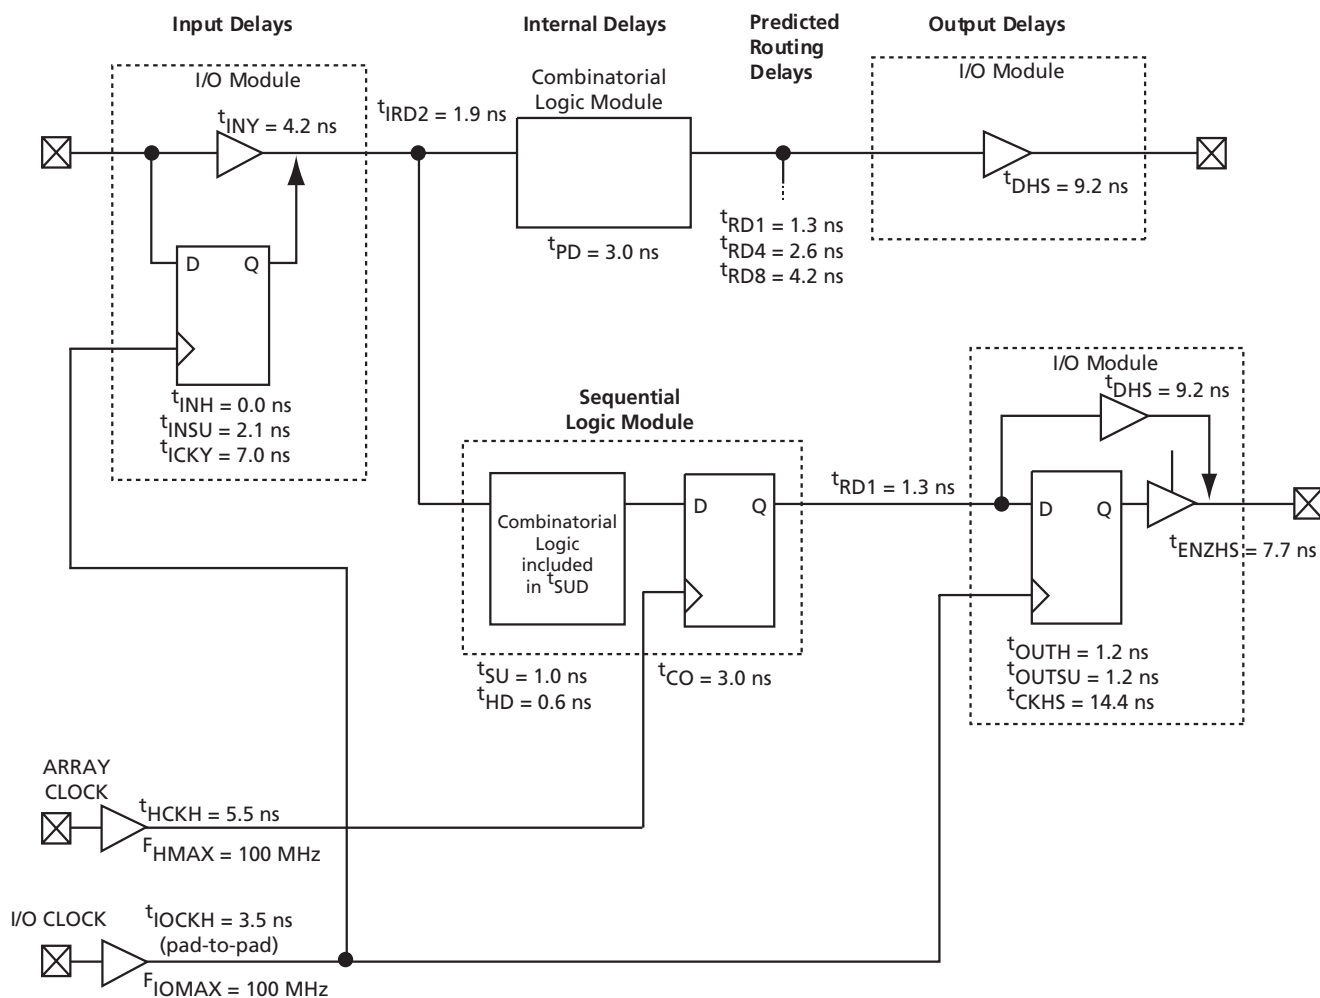 Input Delays
Internal Delays
Predicted
Routing
Delays
Output Delays
I/O Module
tINY = 4.2 ns
tIRD2 = 1.9 ns
Combinatorial
Logic Module
I/O Module
tDHS = 9.2 ns
tPD = 3.0 ns
tRD1 = 1.3 ns
tRD4 = 2.6 ns
tRD8 = 4.2 ns
D Q
tINH = 0.0 ns
tINSU = 2.1 ns
tICKY = 7.0 ns
Sequential
Logic Module
Combinatorial
Logic
included
in tSUD
D Q
tSU = 1.0 ns
tHD = 0.6 ns
tCO = 3.0 ns
tRD1 = 1.3 ns
I/O Module
tDHS = 9.2 ns
D Q
tENZHS = 7.7 ns
tOUTH = 1.2 ns
tOUTSU = 1.2 ns
tCKHS = 14.4 ns
ARRAY
CLOCK
tHCKH = 5.5 ns
FHMAX = 100 MHz
I/O CLOCK
tIOCKH = 3.5 ns
(pad-to-pad)
FIOMAX = 100 MHz